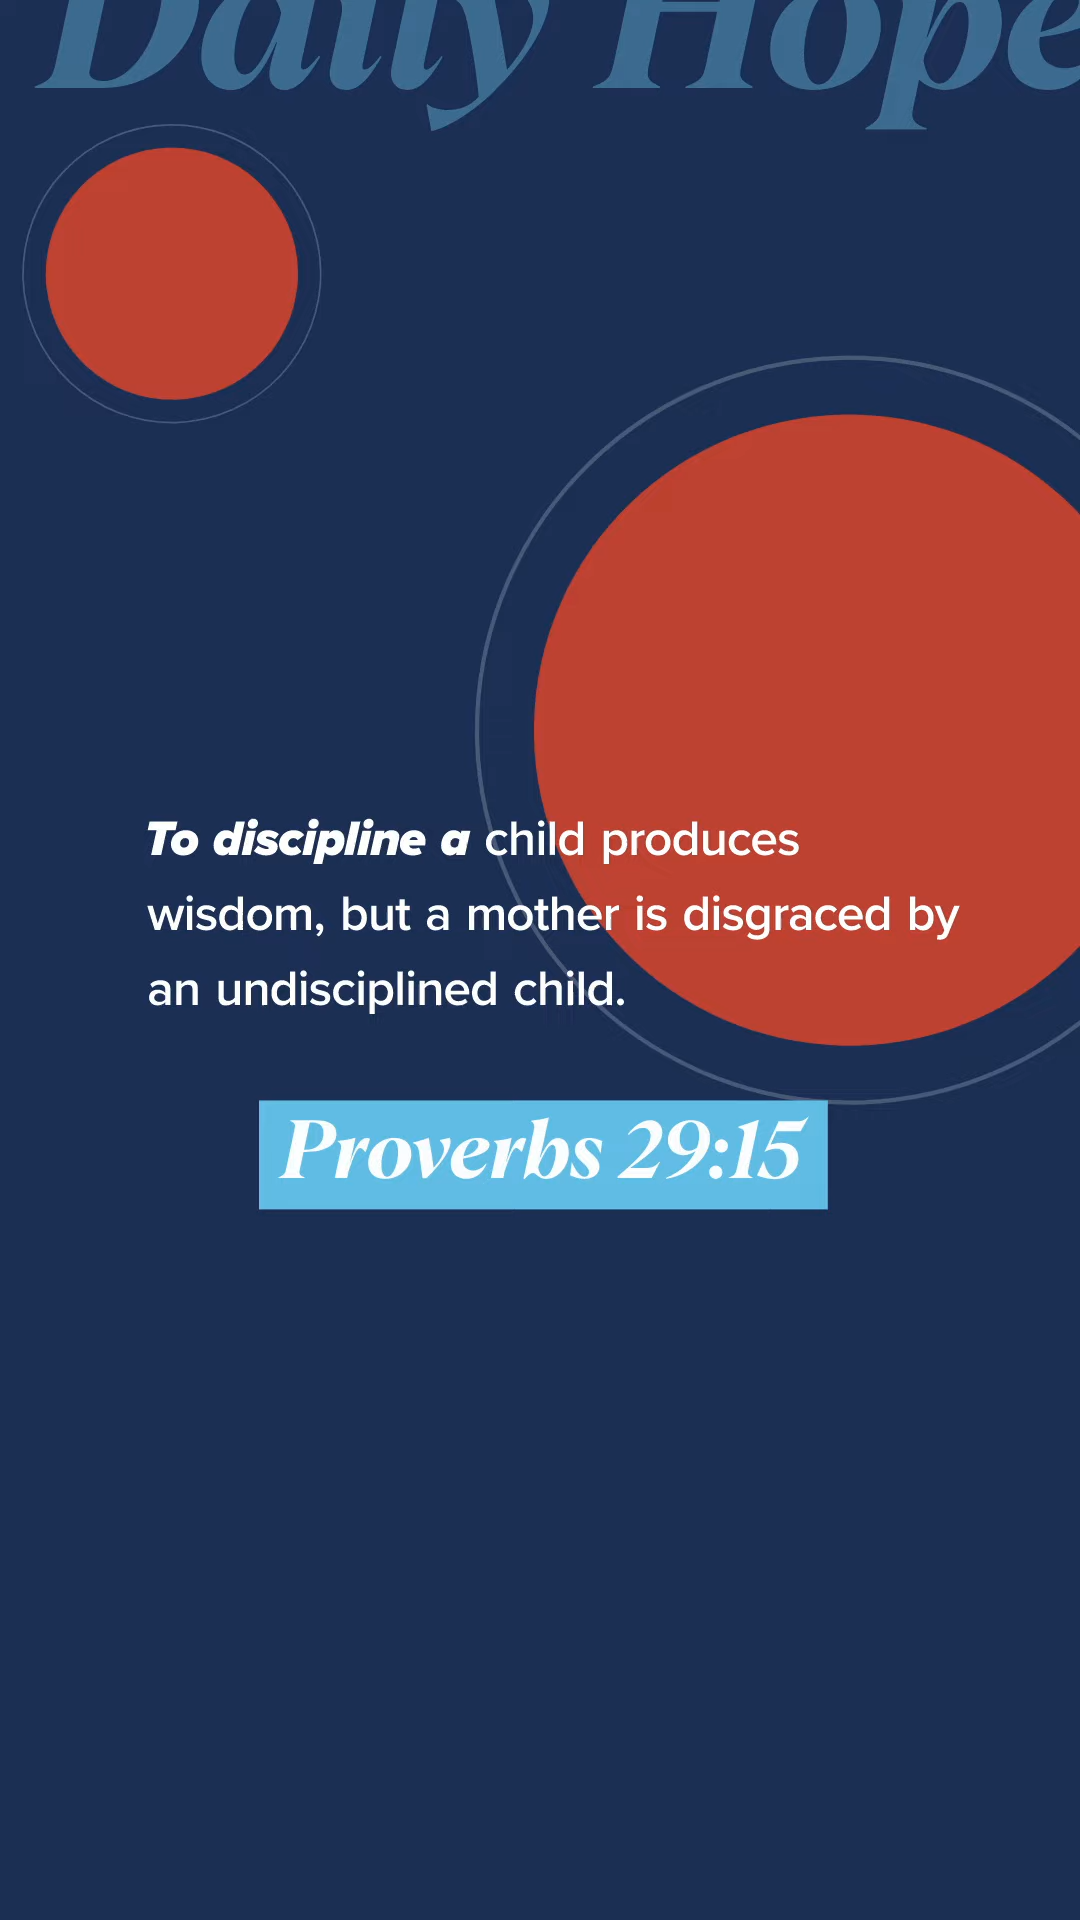 Daily Hope
To discipline a child produces
wisdom, but a mother is disgraced by
an undisciplined child.
Proverbs 29:15